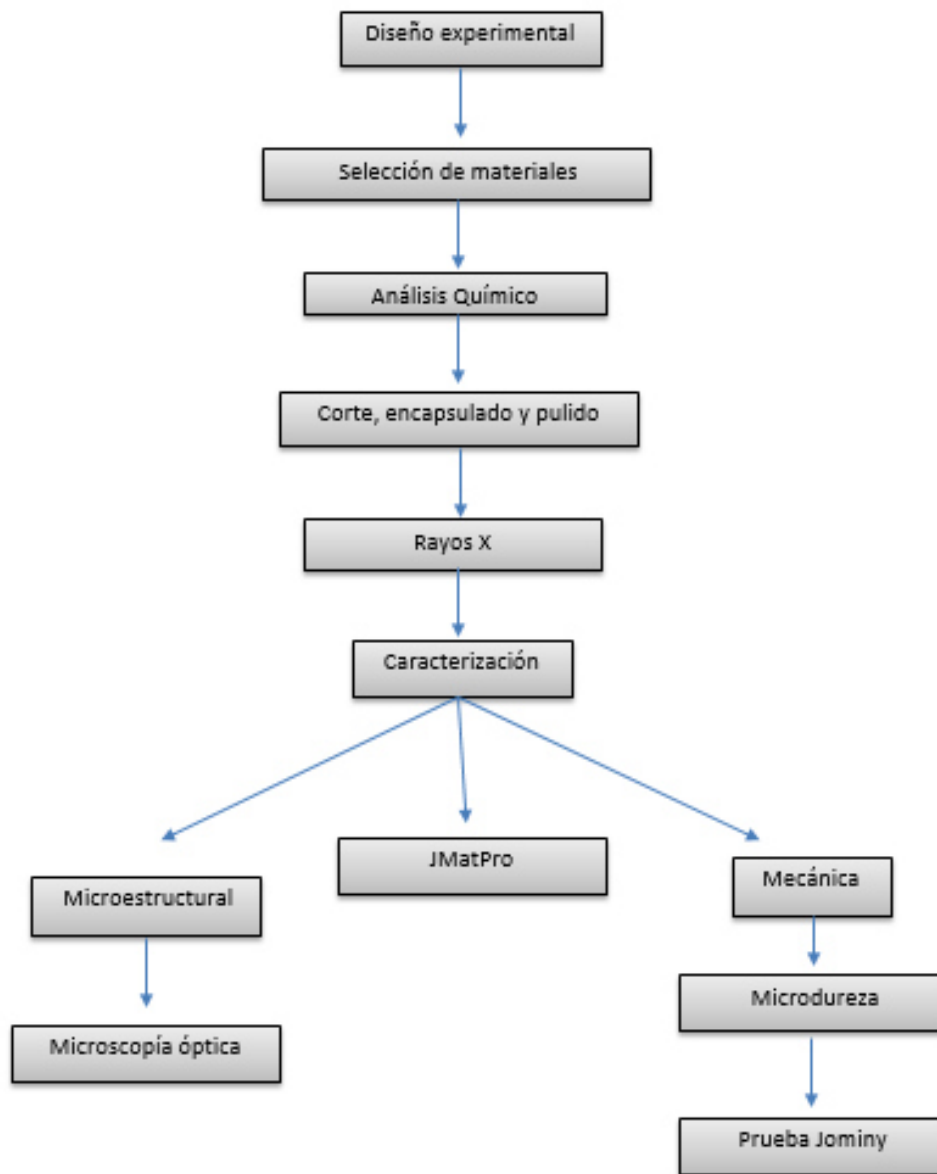 Diseño experimental
Selección de materiales
Análisis Químico
Corte, encapsulado y pulido
Rayos X
Caracterización
JMatPro
Microestructural
Mecánica
Microdureza
Microscopía óptica
Prueba Jominy